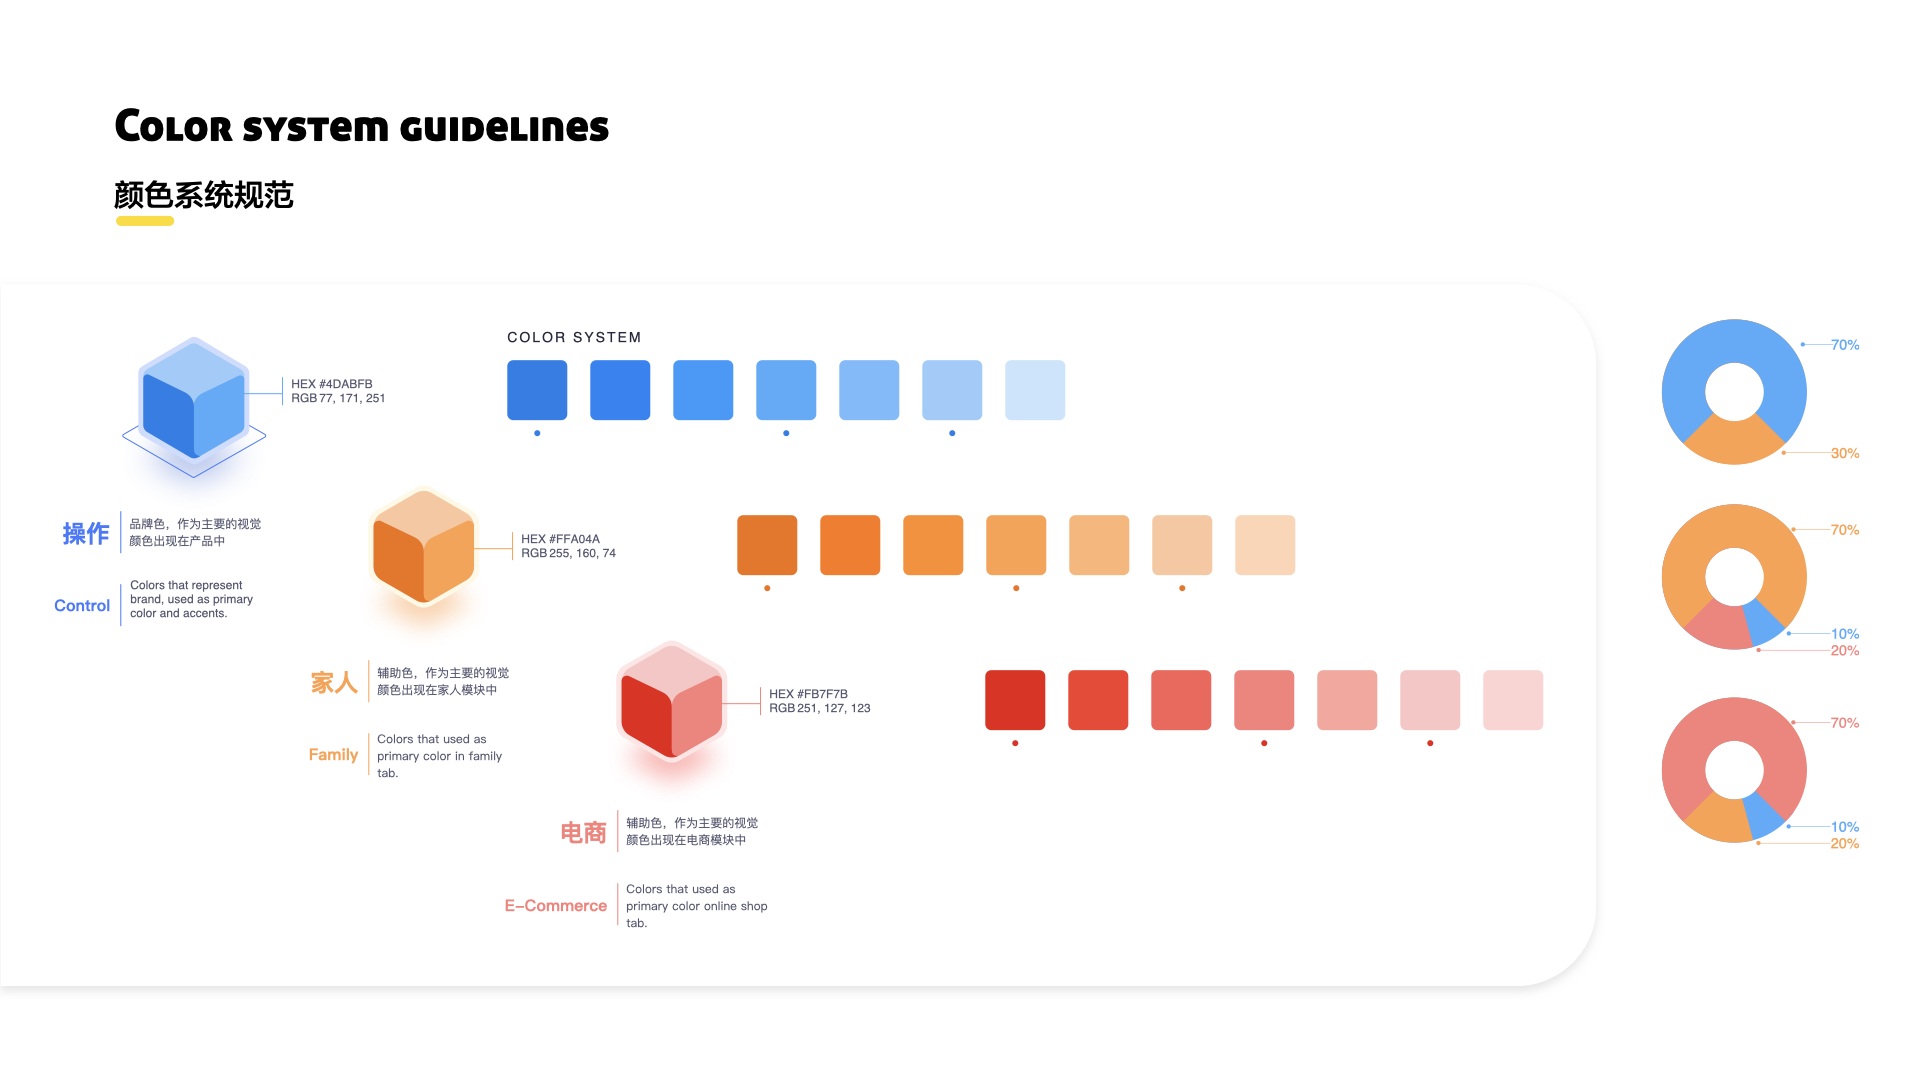 Color system guidelines
颜色系统规范
COLOR SYSTEM
HEX #4DABFB
RGB 77, 171, 251
操作
品牌色，作为主要的视觉
颜色出现在产品中
Control
Colors that represent
brand, used as primary
color and accents.
HEX #FFA04A
RGB 255, 160, 74
家人
辅助色，作为主要的视觉
颜色出现在家人模块中
Family
Colors that used as
primary color in family
tab.
HEX #FB7F7B
RGB 251, 127, 123
电商
辅助色，作为主要的视觉
颜色出现在电商模块中
E-Commerce
Colors that used as
primary color online shop
tab.
70%
30%
70%
10%
20%
70%
10%
20%